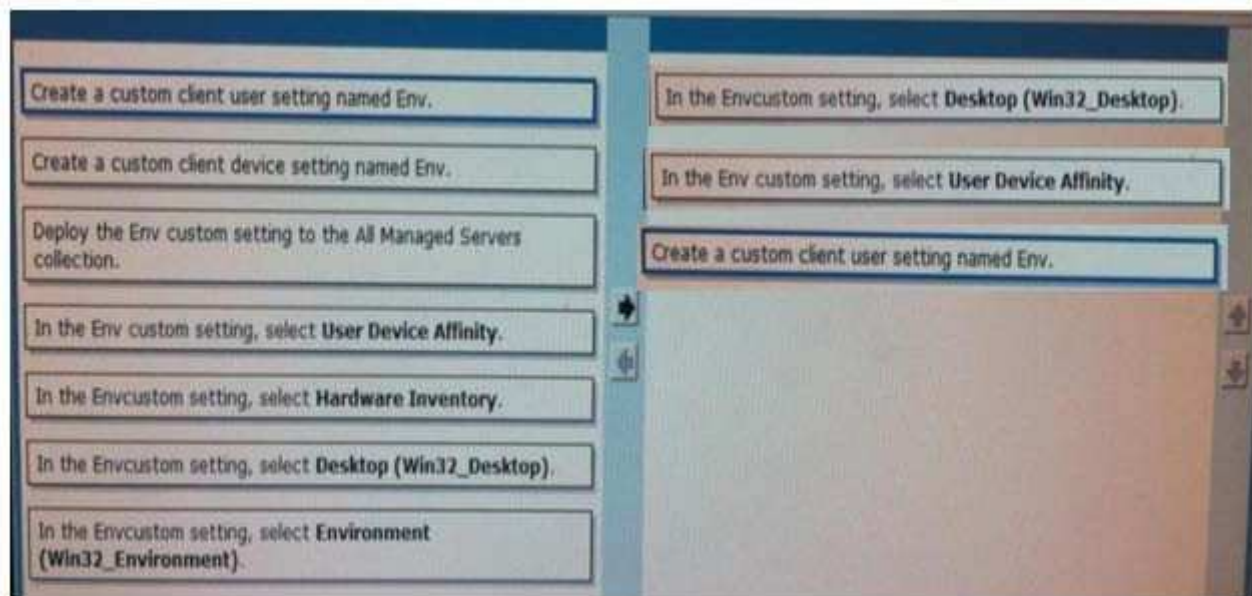 Create a custom client user setting named Env.
Create a custom client device setting named Env.
Deploy the Env custom setting to the All Managed Servers
collection.
In the Env custom setting, select User Device Affinity.
In the Envcustom setting, select Hardware Inventory.
In the Envcustom setting, select Desktop (Win32_Desktop).
In the Envcustom setting, select Environment
(Win32_Environment).
In the Envcustom setting, select Desktop (Win32_Desktop).
In the Env custom setting, select User Device Affinity.
Create a custom client user setting named Env.